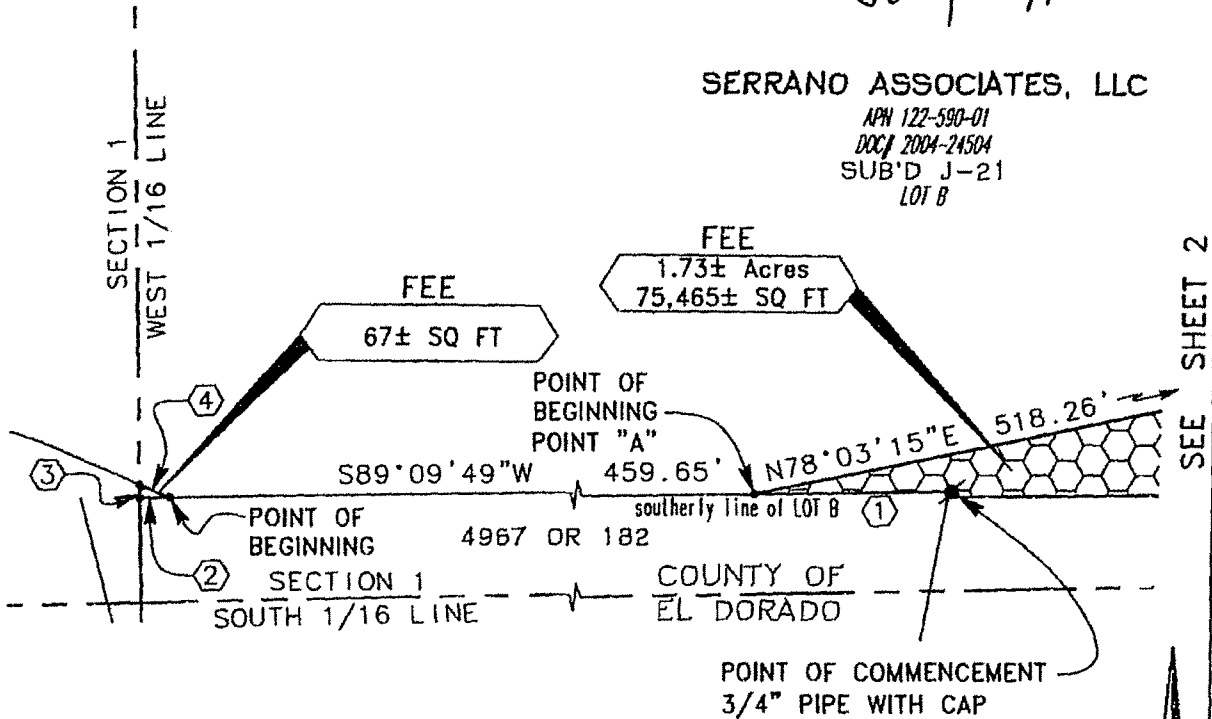 SERRANO ASSOCIATES, LLC
APN 122-590-01
DOC# 2004-24504
SUB'D J-21
LOT B
SECTION 1
WEST 1/16 LINE
FEE
67± SQ FT
FEE
1.73± Acres
75,465± SQ FT
SEE SHEET 2
4
3
POINT OF
BEGINNING
POINT "A"
N78°03'15"E 518.26'
S89°09'49"W 459.65'
southerly line of LOT B
1
POINT OF
BEGINNING
4967 OR 182
2
SECTION 1
SOUTH 1/16 LINE
COUNTY OF
EL DORADO
POINT OF COMMENCEMENT
3/4" PIPE WITH CAP